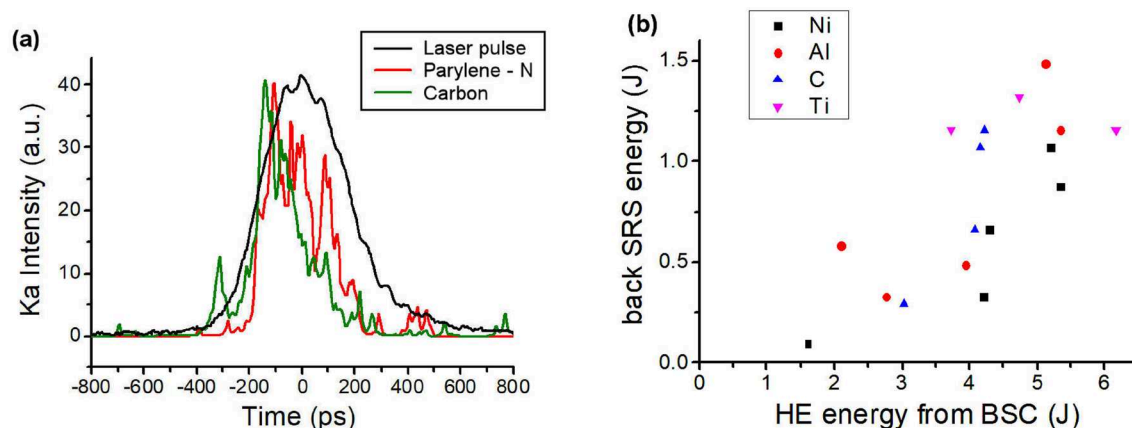 (a)
Laser pulse
Parylene - N
Carbon
Ka Intensity (a.u.)
40
30
20
10
0
-800 -600 -400 -200 0 200 400 600 800
Time (ps)
(b)
Ni
Al
C
Ti
back SRS energy (J)
1.5
1.0
0.5
0.0
0 1 2 3 4 5 6
HE energy from BSC (J)